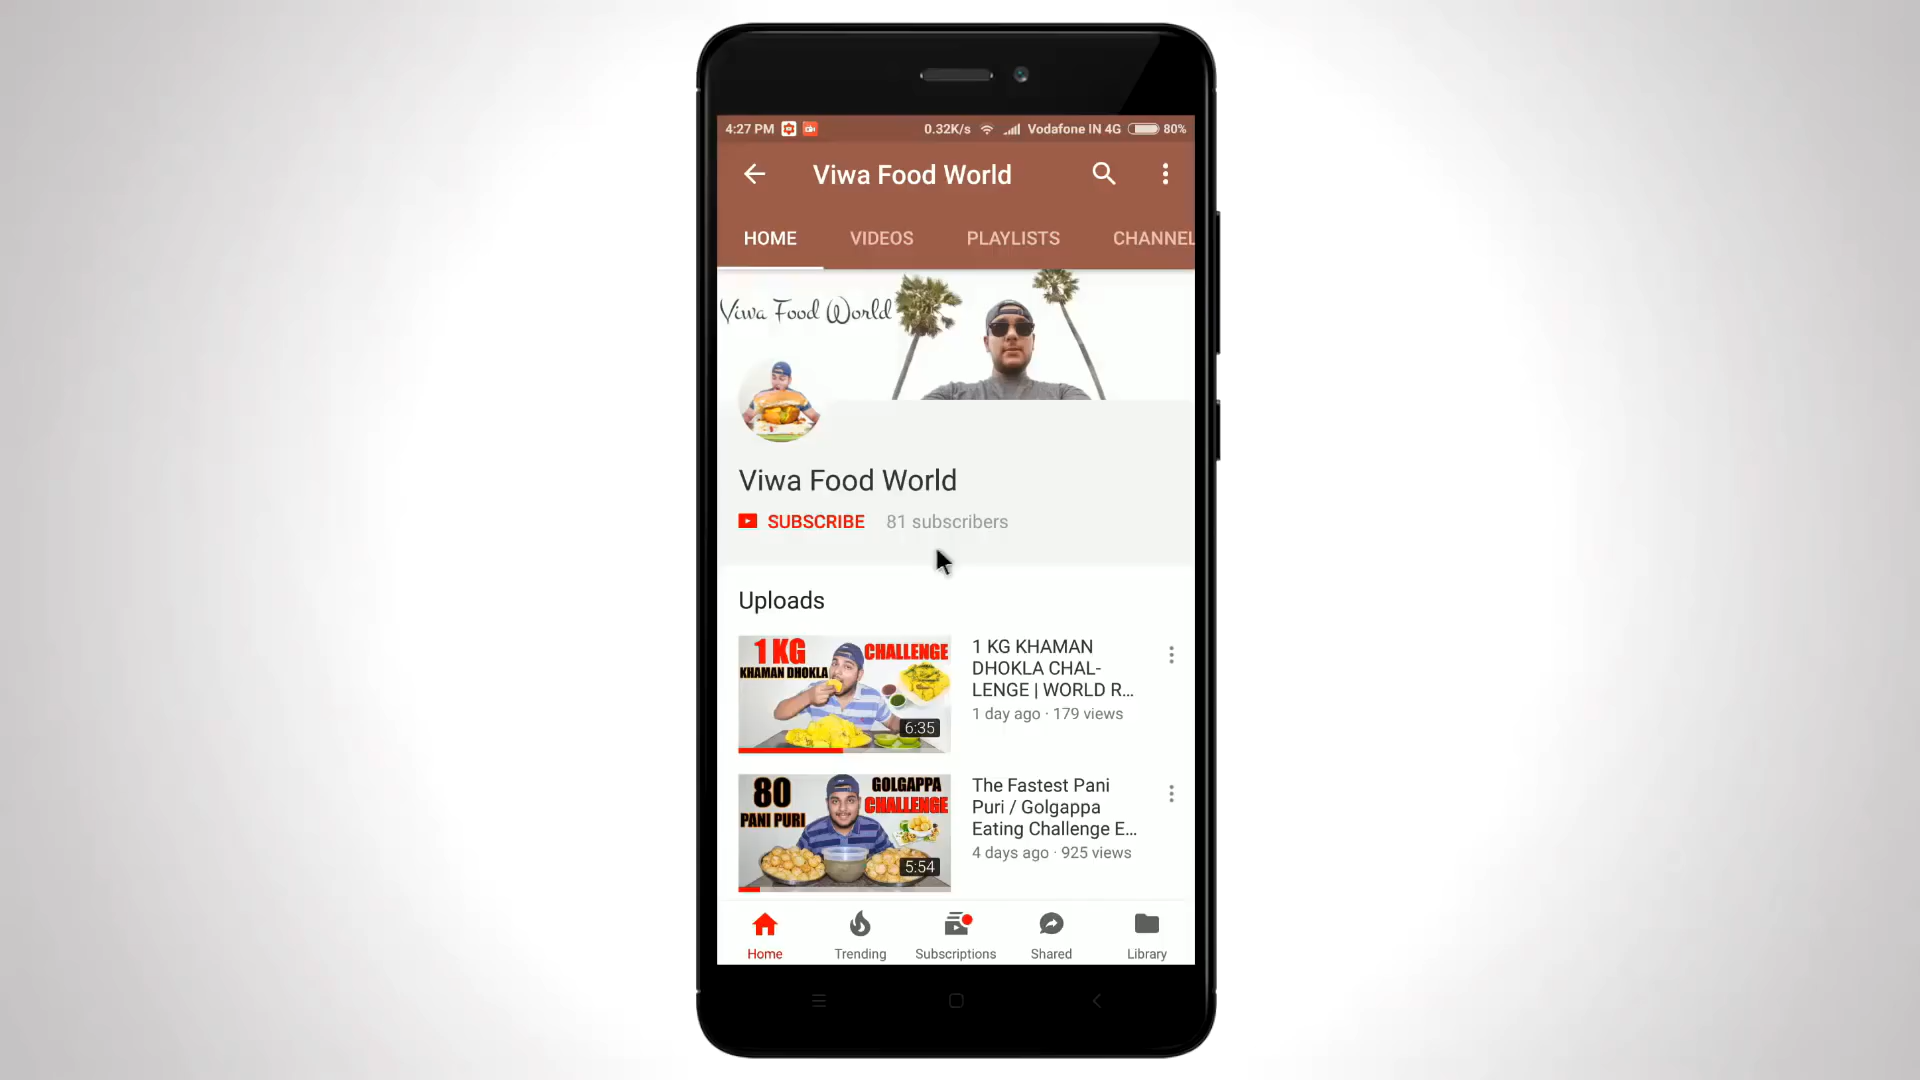 4:27 PM 0.32K/s Vodafone IN 4G 80%
Viwa Food World
HOME VIDEOS PLAYLISTS CHANNEL
Viwa Food World
Viwa Food World
SUBSCRIBE 81 subscribers
Uploads
1 KG
KHAMAN DHOKLA
CHALLENGE
6:35
1 KG KHAMAN
DHOKLA CHAL-
LENGE | WORLD R...
1 day ago · 179 views
80
PANI PURI
GOLGAPPA
CHALLENGE
5:54
The Fastest Pani
Puri / Golgappa
Eating Challenge E...
4 days ago · 925 views
Home Trending Subscriptions Shared Library